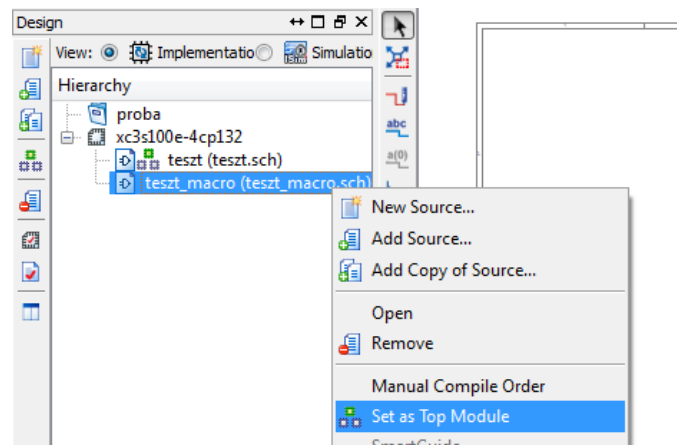 Design
View: Implementatio Simulatio
Hierarchy
proba
xc3s100e-4cp132
teszt (teszt.sch)
teszt_macro (teszt_macro.sch)
abc
a(0)
New Source...
Add Source...
Add Copy of Source...
Open
Remove
Manual Compile Order
Set as Top Module
SmartGuide